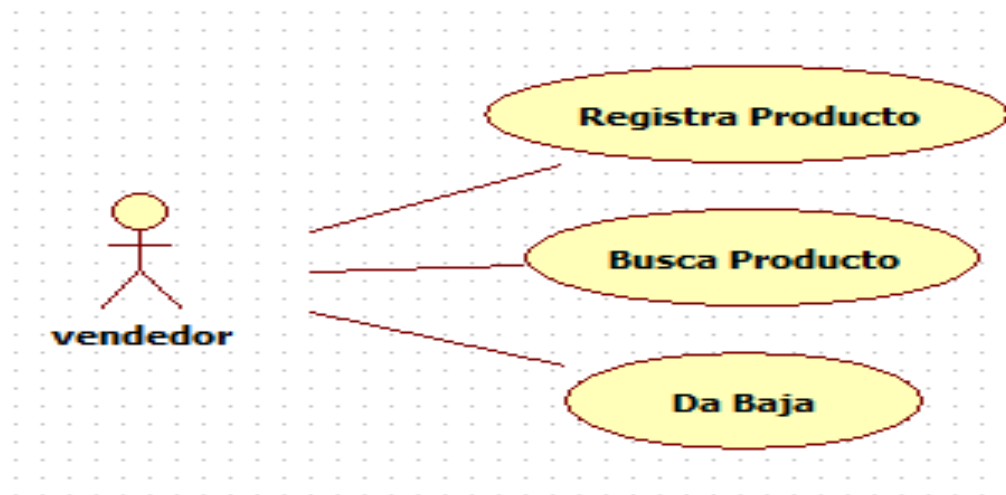 Registra Producto
Busca Producto
vendedor
Da Baja